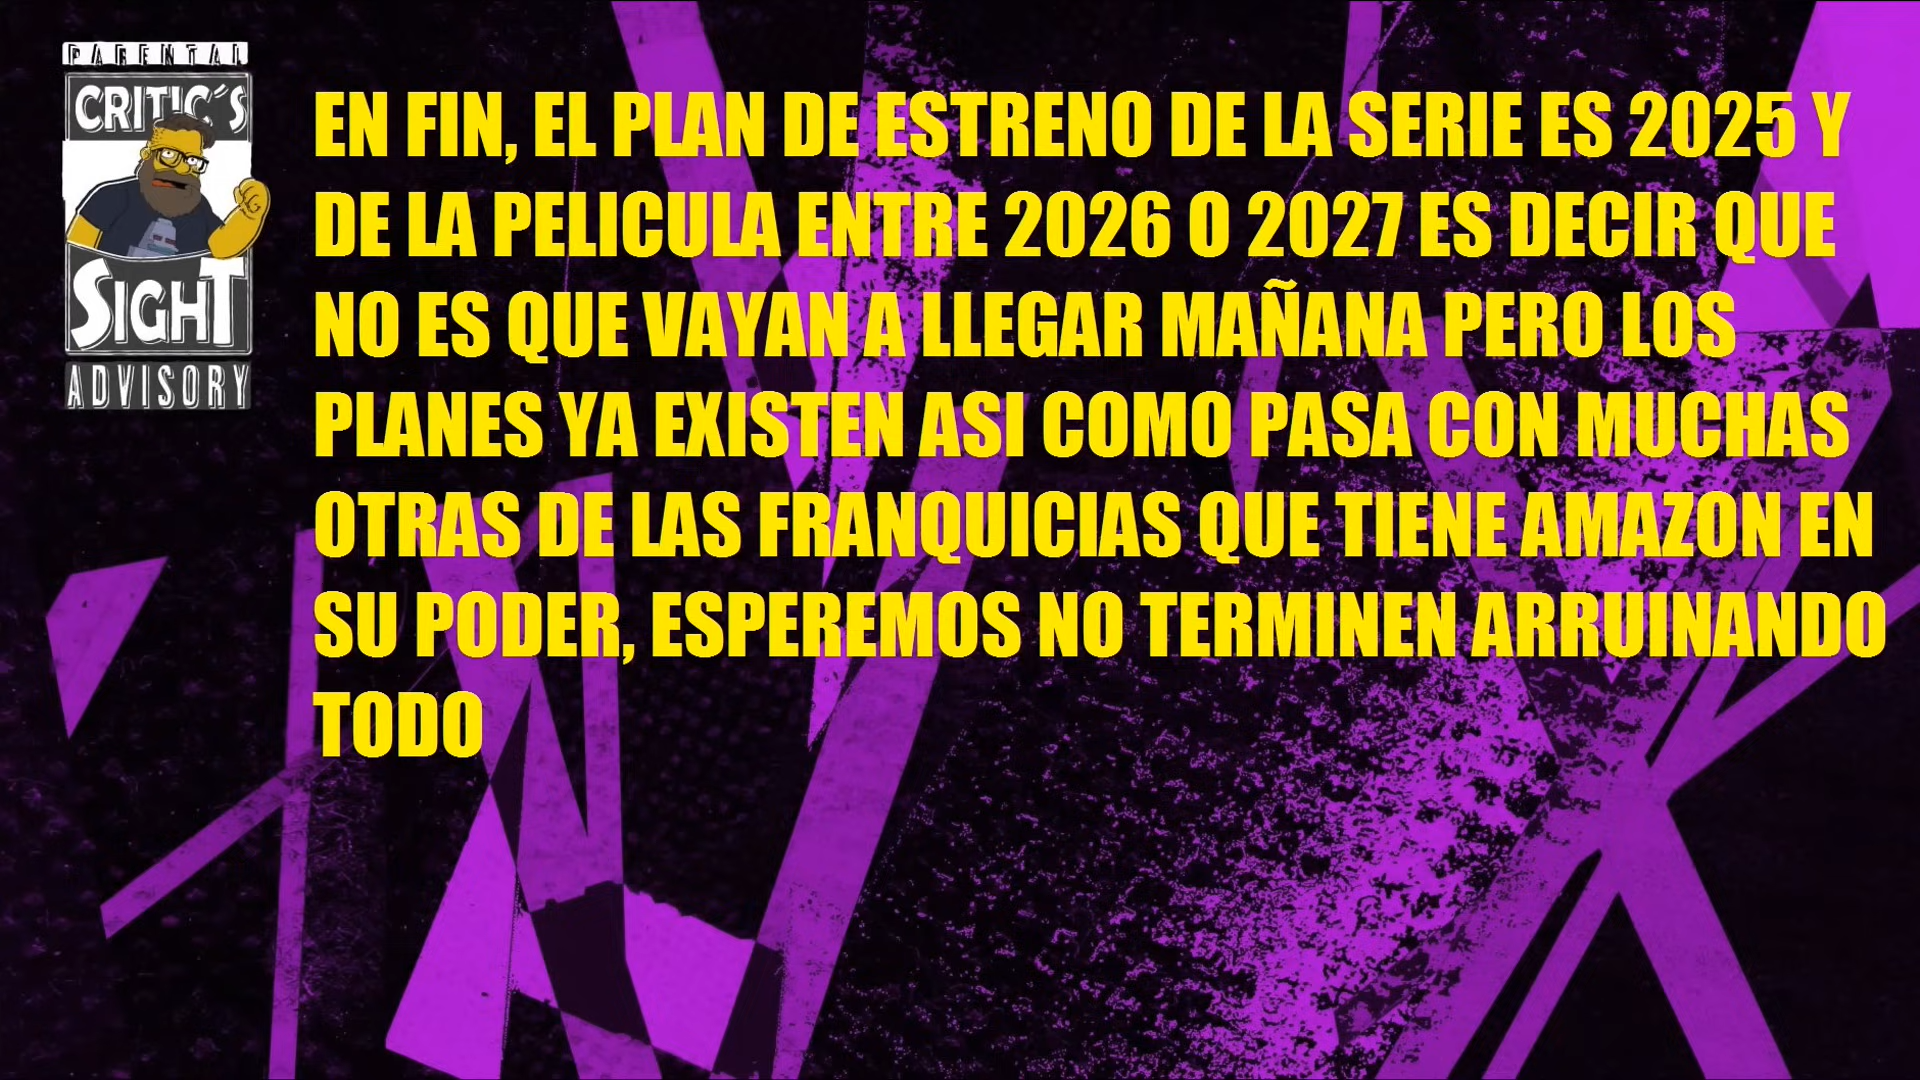 PARENTAL
CRITIC´S
SIGHT
ADVISORY
EN FIN, EL PLAN DE ESTRENO DE LA SERIE ES 2025 Y
DE LA PELICULA ENTRE 2026 O 2027 ES DECIR QUE
NO ES QUE VAYAN A LLEGAR MAÑANA PERO LOS
PLANES YA EXISTEN ASI COMO PASA CON MUCHAS
OTRAS DE LAS FRANQUICIAS QUE TIENE AMAZON EN
SU PODER, ESPEREMOS NO TERMINEN ARRUINANDO
TODO